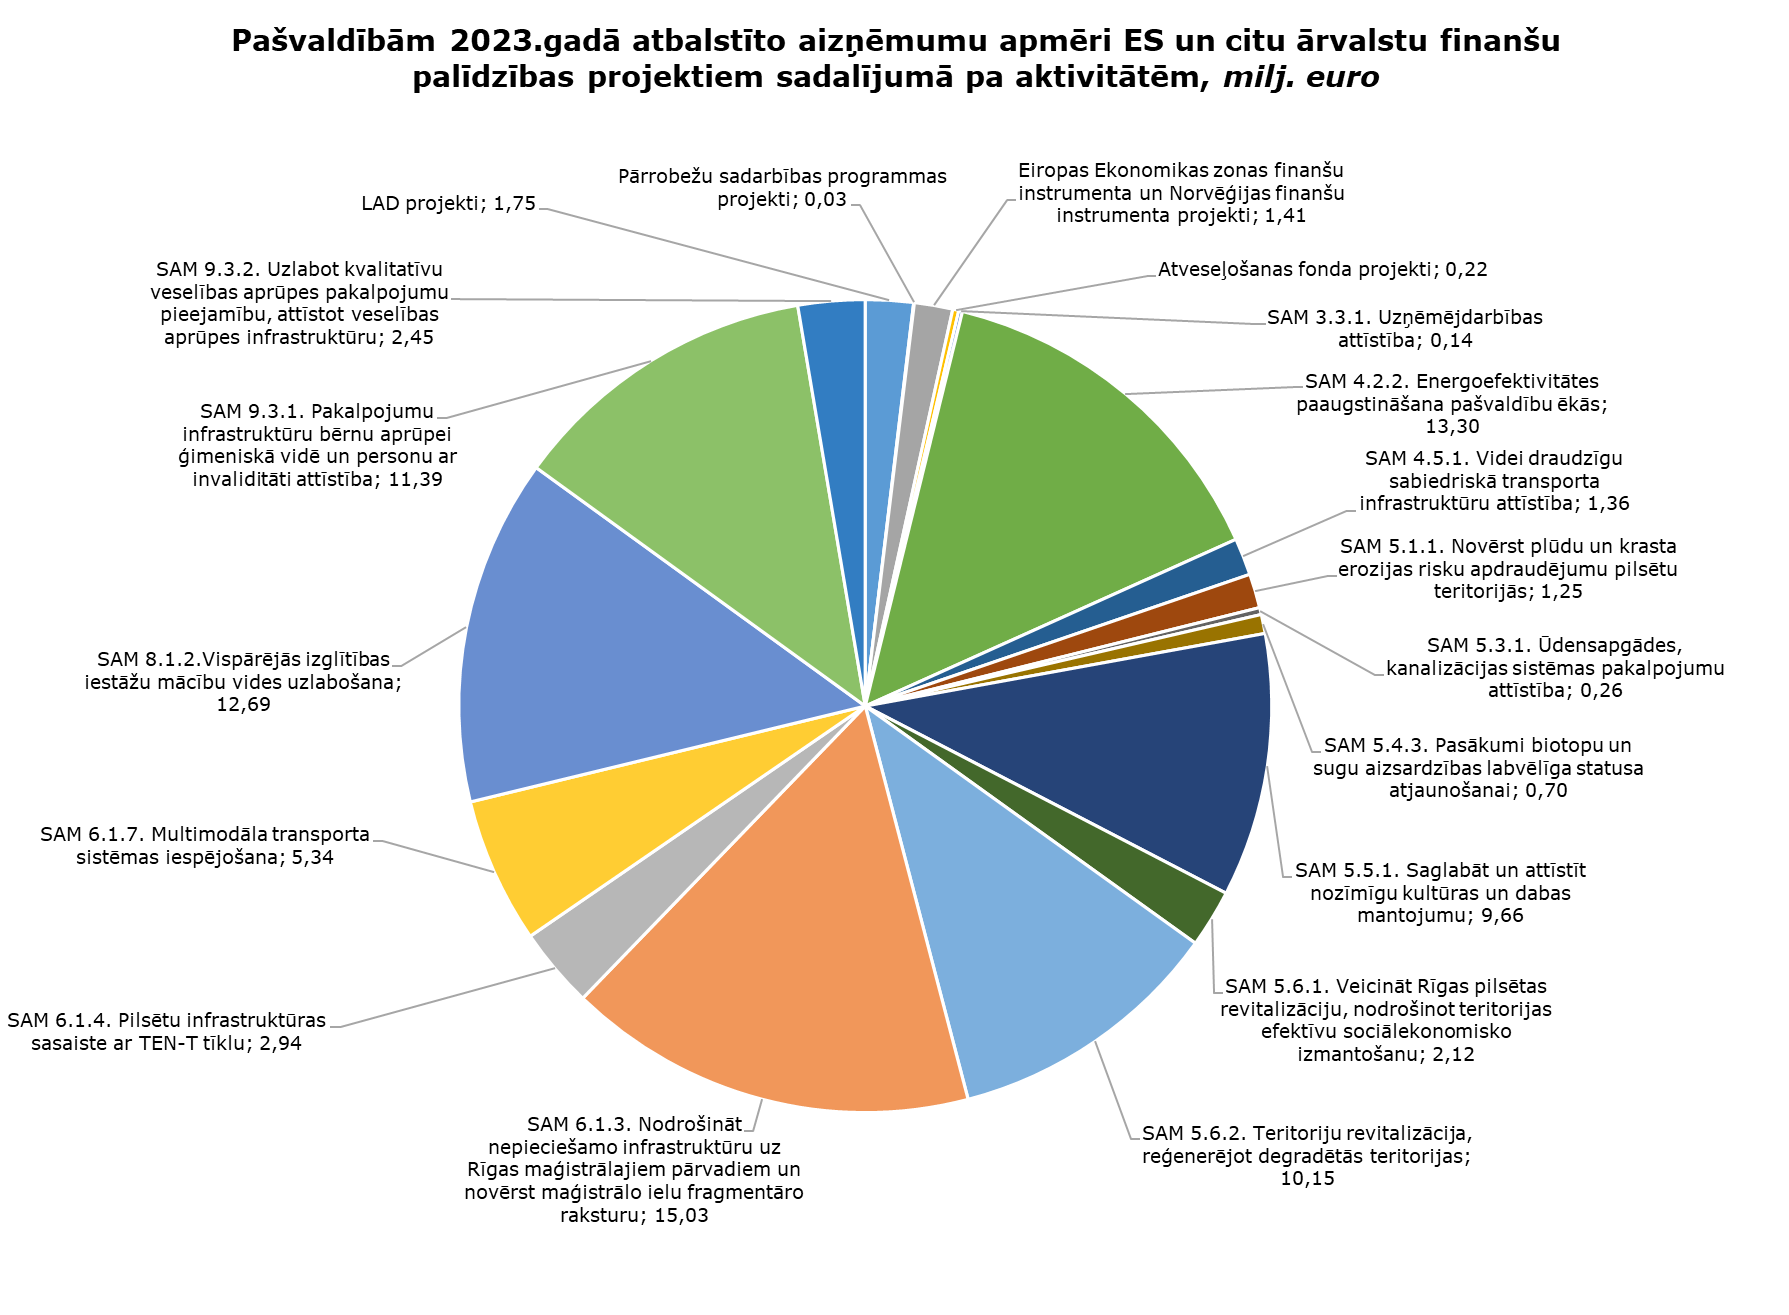 Pašvaldībām 2023.gadā atbalstīto aizņēmumu apmēri ES un citu ārvalstu finanšu
palīdzības projektiem sadalījumā pa aktivitātēm, milj. euro
LAD projekti; 1,75
Pārrobežu sadarbības programmas
projekti; 0,03
Eiropas Ekonomikas zonas finanšu
instrumenta un Norvēģijas finanšu
instrumenta projekti; 1,41
Atveseļošanas fonda projekti; 0,22
SAM 3.3.1. Uzņēmējdarbības
attīstība; 0,14
SAM 4.2.2. Energoefektivitātes
paaugstināšana pašvaldību ēkās;
13,30
SAM 4.5.1. Videi draudzīgu
sabiedriskā transporta
infrastruktūru attīstība; 1,36
SAM 5.1.1. Novērst plūdu un krasta
erozijas risku apdraudējumu pilsētu
teritorijās; 1,25
SAM 5.3.1. Ūdensapgādes,
kanalizācijas sistēmas pakalpojumu
attīstība; 0,26
SAM 5.4.3. Pasākumi biotopu un
sugu aizsardzības labvēlīga statusa
atjaunošanai; 0,70
SAM 5.5.1. Saglabāt un attīstīt
nozīmīgu kultūras un dabas
mantojumu; 9,66
SAM 5.6.1. Veicināt Rīgas pilsētas
revitalizāciju, nodrošinot teritorijas
efektīvu sociālekonomisko
izmantošanu; 2,12
SAM 5.6.2. Teritoriju revitalizācija,
reģenerējot degradētās teritorijas;
10,15
SAM 6.1.3. Nodrošināt
nepieciešamo infrastruktūru uz
Rīgas maģistrālajiem pārvadiem un
novērst maģistrālo ielu fragmentāro
raksturu; 15,03
SAM 6.1.4. Pilsētu infrastruktūras
sasaiste ar TEN-T tīklu; 2,94
SAM 6.1.7. Multimodāla transporta
sistēmas iespējošana; 5,34
SAM 8.1.2.Vispārējās izglītības
iestāžu mācību vides uzlabošana;
12,69
SAM 9.3.1. Pakalpojumu
infrastruktūru bērnu aprūpei
ģimeniskā vidē un personu ar
invaliditāti attīstība; 11,39
SAM 9.3.2. Uzlabot kvalitatīvu
veselības aprūpes pakalpojumu
pieejamību, attīstot veselības
aprūpes infrastruktūru; 2,45